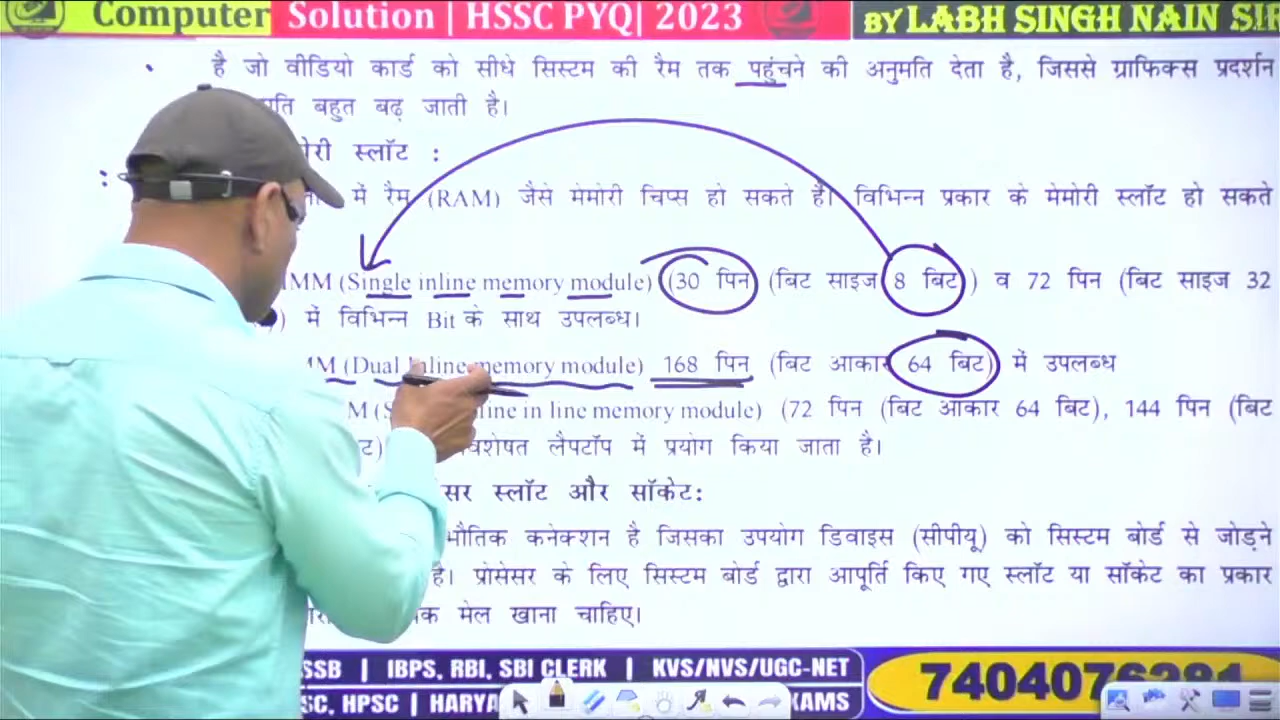 Computer Solution | HSSC PYQ| 2023 BY LABH SINGH NAIN SIR
है जो वीडियो कार्ड को सीधे सिस्टम की रैम तक पहुंचने की अनुमति देता है, जिससे ग्राफिक्स प्रदर्शन
बहुत बढ़ जाती है।
स्लॉट :
में रैम (RAM) जैसे मेमोरी चिप्स हो सकते हैं। विभिन्न प्रकार के मेमोरी स्लॉट हो सकते
(Single inline memory module) (30 पिन (बिट साइज 8 बिट) व 72 पिन (बिट साइज 32
) में विभिन्न Bit के साथ उपलब्ध।
MM (Dual Inline memory module) 168 पिन (बिट आकार 64 बिट) में उपलब्ध
in line memory module) (72 पिन (बिट आकार 64 बिट), 144 पिन (बिट
लैपटॉप में प्रयोग किया जाता है।
स्लॉट और सॉकेट:
भौतिक कनेक्शन है जिसका उपयोग डिवाइस (सीपीयू) को सिस्टम बोर्ड से जोड़ने
है। प्रोसेसर के लिए सिस्टम बोर्ड द्वारा आपूर्ति किए गए स्लॉट या सॉकेट का प्रकार
मेल खाना चाहिए।
SSB | IBPS, RBI, SBI CLERK | KVS/NVS/UGC-NET
SC, HPSC | HARYA